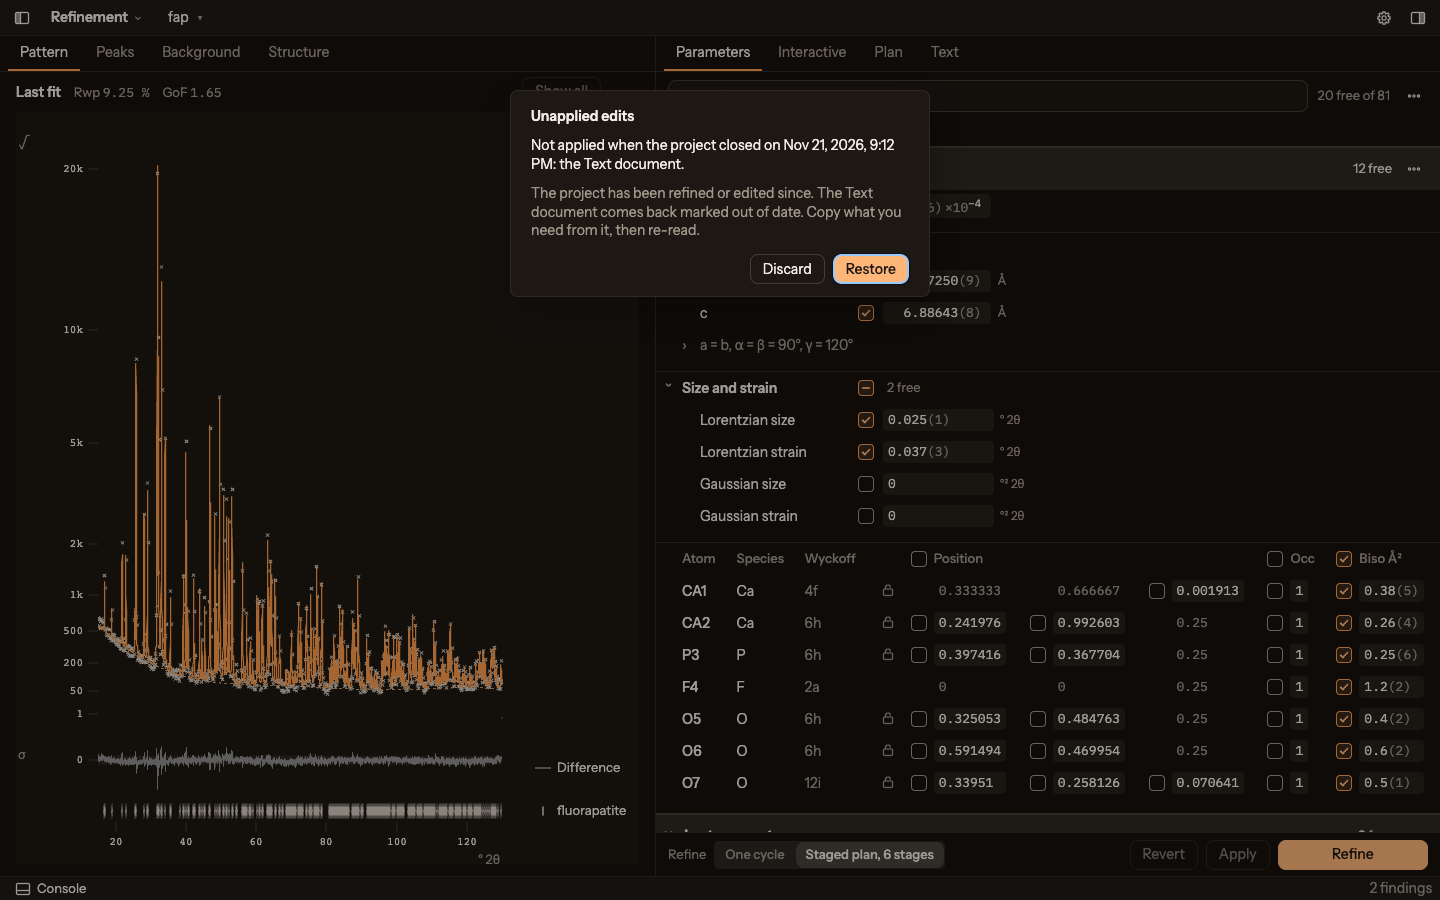 Refinement
fap
Pattern
Peaks
Background
Structure
Parameters
Interactive
Plan
Text
Last fit Rwp 9.25 % GoF 1.65
20 free of 81
Unapplied edits
Not applied when the project closed on Nov 21, 2026, 9:12
PM: the Text document.
The project has been refined or edited since. The Text
document comes back marked out of date. Copy what you
need from it, then re-read.
Discard
Restore
√
20k
10k
5k
2k
1k
500
200
50
1
σ
0
Difference
fluorapatite
20 40 60 80 100 120
° 2θ
12 free
6) ×10⁻⁴
7250(9) Å
c 6.88643(8) Å
a = b, α = β = 90°, γ = 120°
Size and strain 2 free
Lorentzian size 0.025(1) ° 2θ
Lorentzian strain 0.037(3) ° 2θ
Gaussian size 0 °² 2θ
Gaussian strain 0 °² 2θ
Atom Species Wyckoff Position Occ Biso Å²
CA1 Ca 4f 0.333333 0.666667 0.001913 1 0.38(5)
CA2 Ca 6h 0.241976 0.992603 0.25 1 0.26(4)
P3 P 6h 0.397416 0.367704 0.25 1 0.25(6)
F4 F 2a 0 0 0.25 1 1.2(2)
O5 O 6h 0.325053 0.484763 0.25 1 0.4(2)
O6 O 6h 0.591494 0.469954 0.25 1 0.6(2)
O7 O 12i 0.33951 0.258126 0.070641 1 0.5(1)
Refine One cycle Staged plan, 6 stages Revert Apply Refine
Console
2 findings